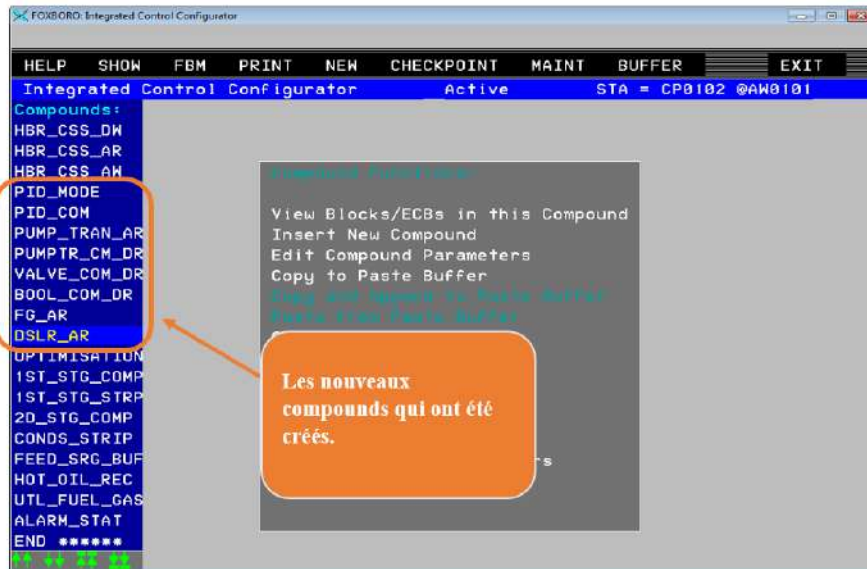 FOXBORO: Integrated Control Configurator
HELP SHOW FBM PRINT NEW CHECKPOINT MAINT BUFFER EXIT
Integrated Control Configurator Active STA = CP0102 @AW0101
Compounds:
HBR_CSS_DW
HBR_CSS_AR
HBR_CSS_AW
PID_MODE
PID_COM
PUMP_TRAN_AR
PUMPTR_CM_DR
VALVE_COM_DR
BOOL_COM_DR
FG_AR
DSLR_AR
OPTIMISATION
1ST_STG_COMP
1ST_STG_STRP
2D_STG_COMP
CONDS_STRIP
FEED_SRG_BUF
HOT_OIL_REC
UTL_FUEL_GAS
ALARM_STAT
END ******
Compound Functions:
View Blocks/ECBs in this Compound
Insert New Compound
Edit Compound Parameters
Copy to Paste Buffer
Copy and Append to Paste Buffer
Paste from Paste Buffer
Les nouveaux
compounds qui ont été
créés.